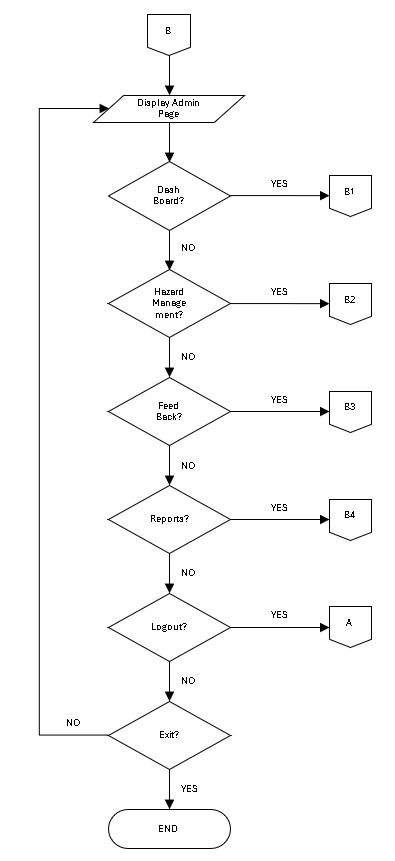 B
Display Admin
Page
Dash
Board?
YES
B1
NO
Hazard
Manage
ment?
YES
B2
NO
Feed
Back?
YES
B3
NO
Reports?
YES
B4
NO
Logout?
YES
A
NO
Exit?
NO
YES
END